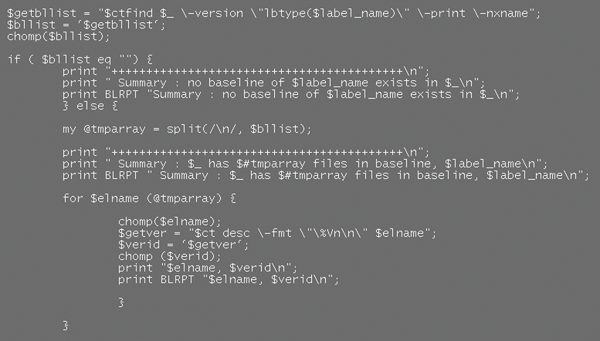 $getbllist = "$ctfind $_ \-version \"lbtype($label_name)\" \-print \-nxname";
$bllist = ‘$getbllist‘;
chomp($bllist);
if ( $bllist eq "") {
print "++++++++++++++++++++++++++++++++++++++++++\n";
print " Summary : no baseline of $label_name exists in $_\n";
print BLRPT "Summary : no baseline of $label_name exists in $_\n";
} else {
my @tmparray = split(/\n/, $bllist);
print "++++++++++++++++++++++++++++++++++++++++++\n";
print " Summary : $_ has $#tmparray files in baseline, $label_name\n";
print BLRPT " Summary : $_ has $#tmparray files in baseline, $label_name\n";
for $elname (@tmparray) {
chomp($elname);
$getver = "$ct desc \-fmt \"\%Vn\n\" $elname";
$verid = ‘$getver’;
chomp ($verid);
print "$elname, $verid\n";
print BLRPT "$elname, $verid\n";
}
}